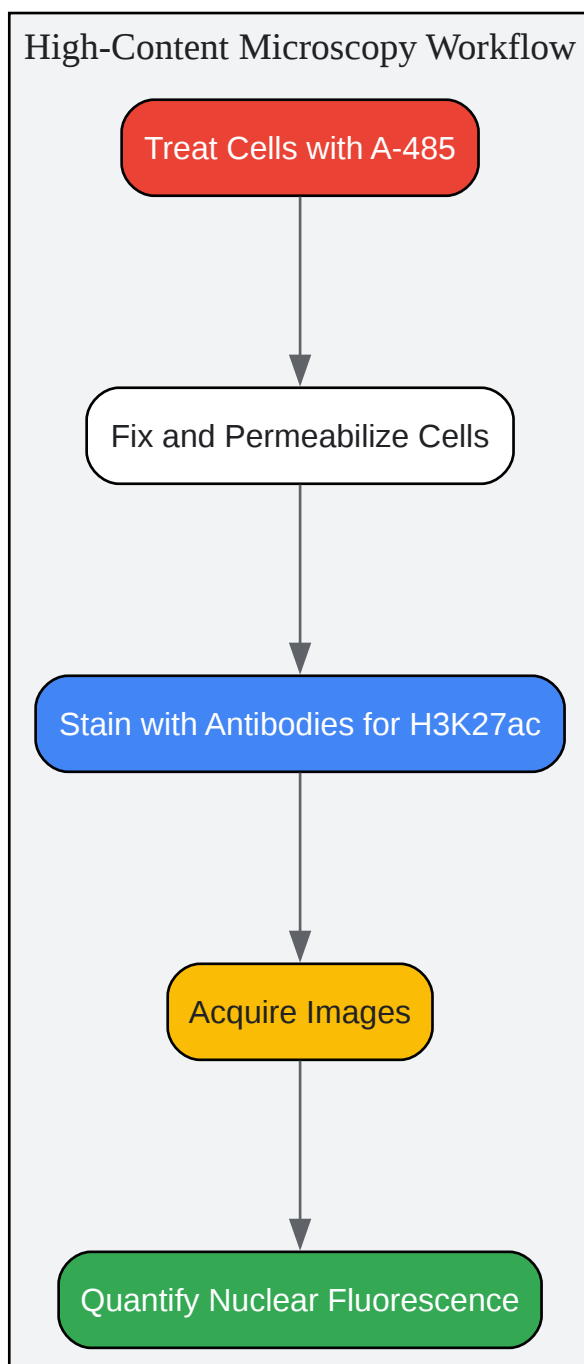 High-Content Microscopy Workflow
Treat Cells with A-485
Fix and Permeabilize Cells
Stain with Antibodies for H3K27ac
Acquire Images
Quantify Nuclear Fluorescence